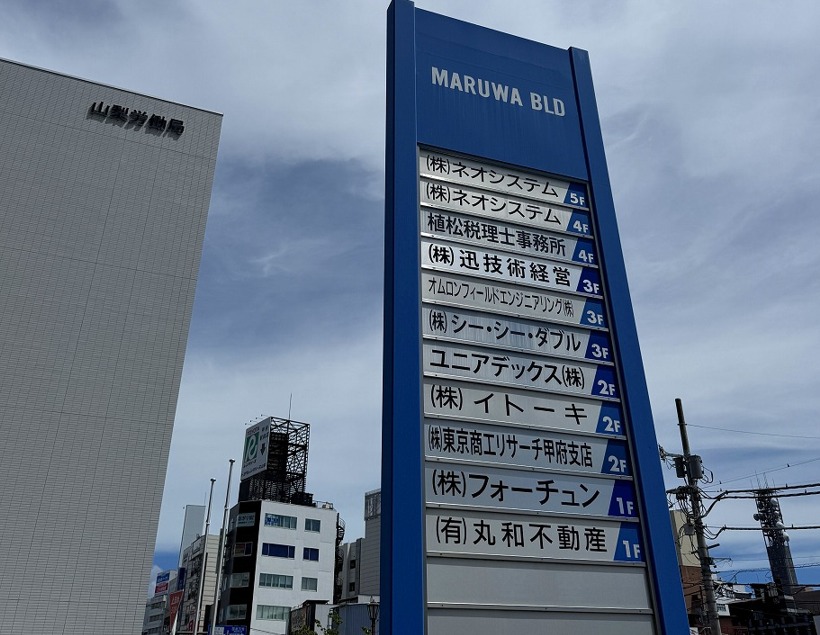 山梨労働局
MARUWA BLD
(株)ネオシステム 5F
(株)ネオシステム 4F
植松税理士事務所 4F
(株)迅技術経営 3F
オムロンフィールドエンジニアリング(株) 3F
(株)シー・シー・ダブル 3F
ユニアデックス(株) 2F
(株)イトーキ 2F
(株)東京商工リサーチ甲府支店 2F
(株)フォーチュン 1F
(有)丸和不動産 1F